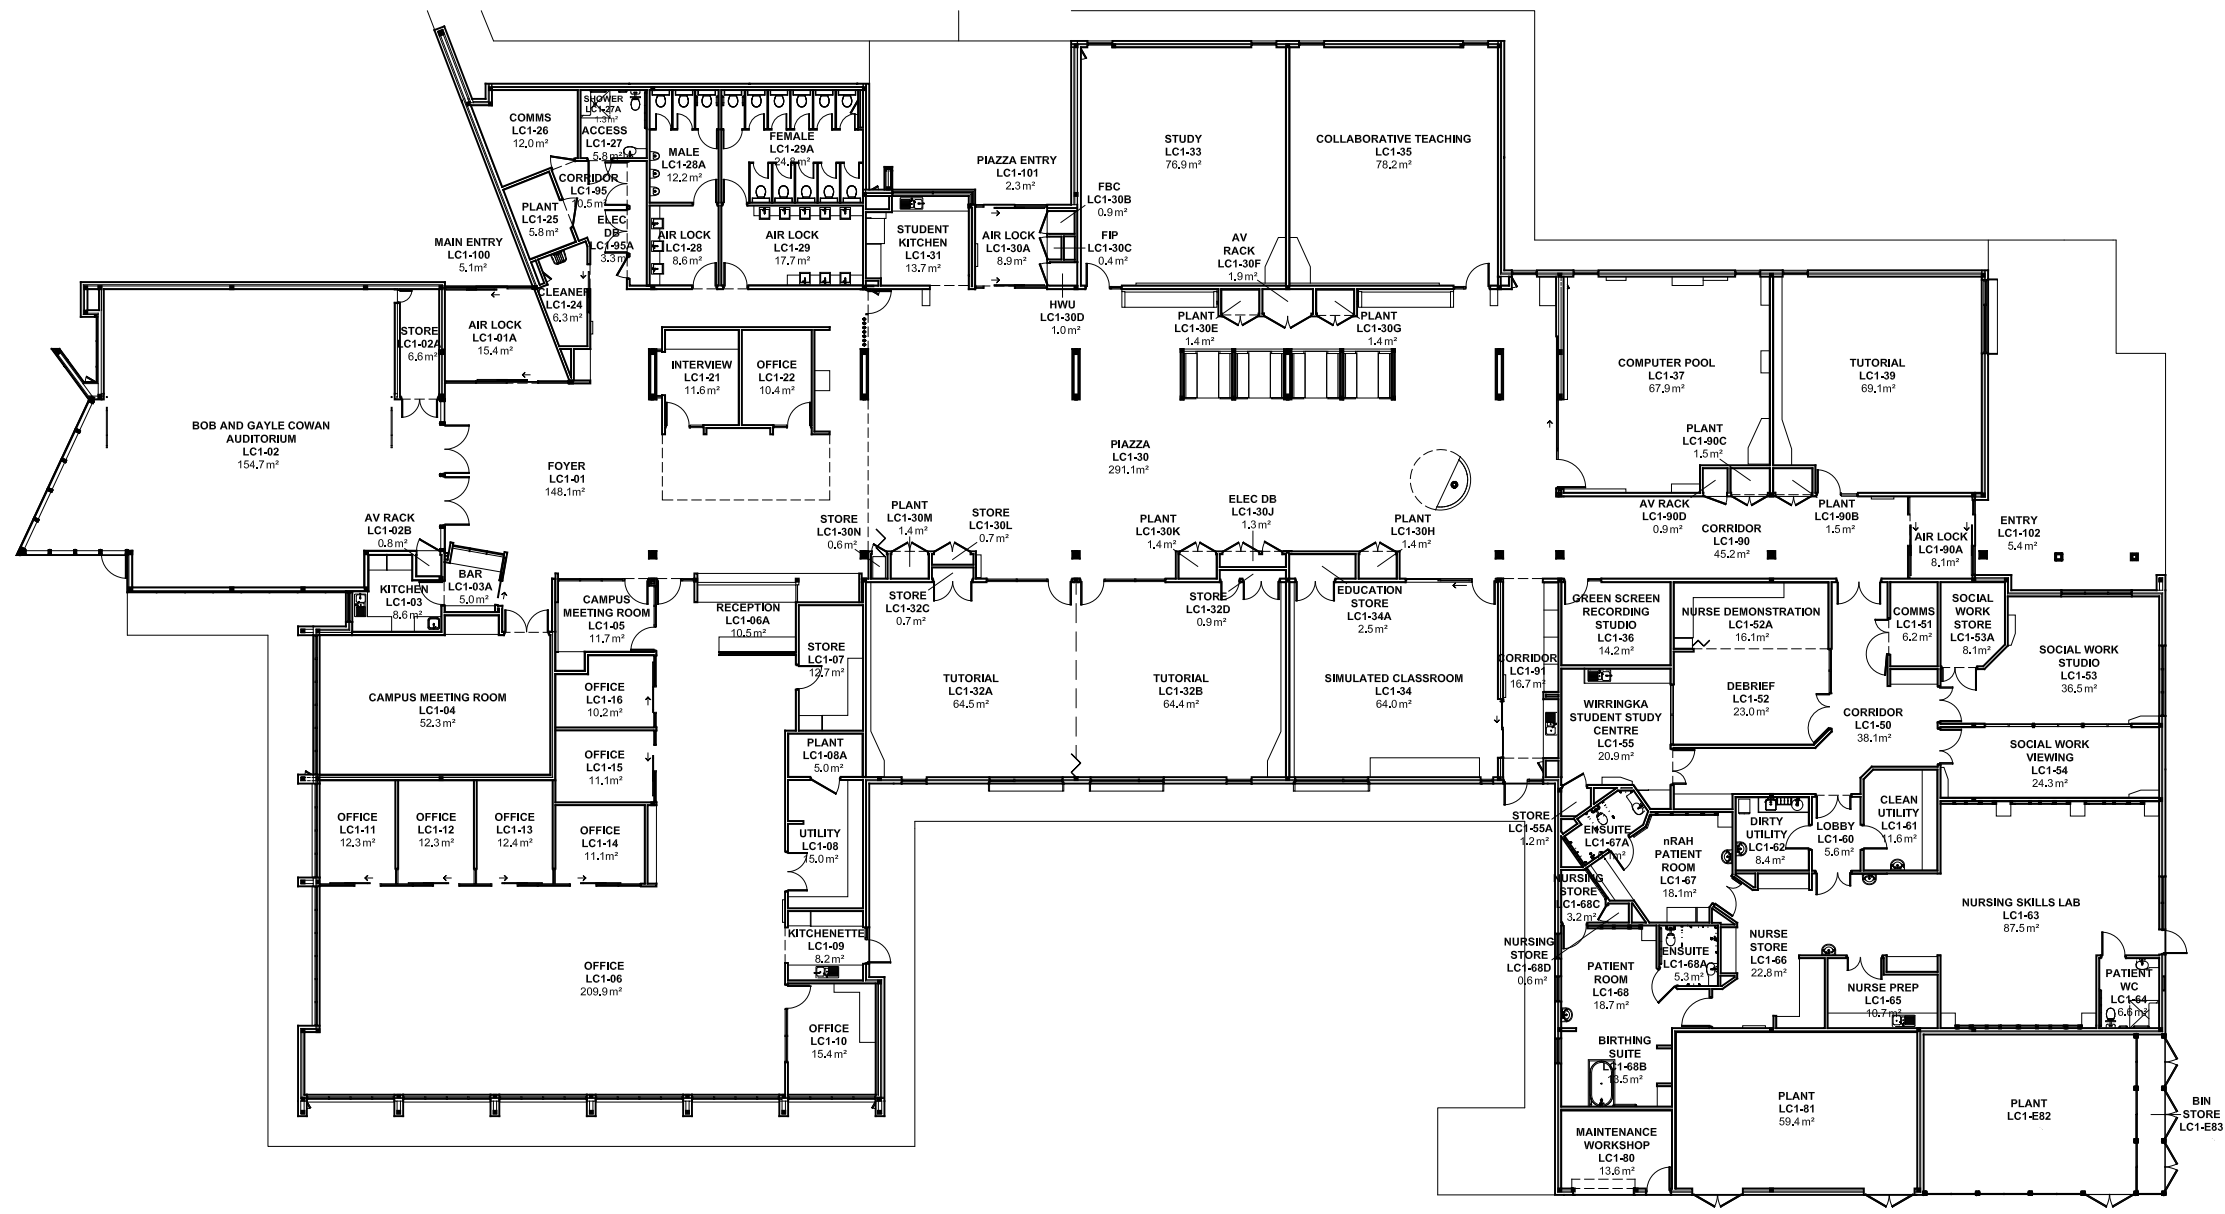 COMMS
LC1-26
12.0m²
SHOWER
LC1-27A
1.3m²
ACCESS
LC1-27
5.8m²
CORRIDOR
LC1-95
10.5m²
PLANT
LC1-25
5.8m²
ELEC
DB
LC1-95A
3.3m²
MALE
LC1-28A
12.2m²
FEMALE
LC1-29A
24.8m²
AIR LOCK
LC1-28
8.6m²
AIR LOCK
LC1-29
17.7m²
MAIN ENTRY
LC1-100
5.1m²
CLEANER
LC1-24
6.3m²
STUDENT
KITCHEN
LC1-31
13.7m²
PIAZZA ENTRY
LC1-101
2.3m²
AIR LOCK
LC1-30A
8.9m²
FBC
LC1-30B
0.9m²
FIP
LC1-30C
0.4m²
HWU
LC1-30D
1.0m²
STUDY
LC1-33
76.9m²
COLLABORATIVE TEACHING
LC1-35
78.2m²
AV
RACK
LC1-30F
1.9m²
PLANT
LC1-30E
1.4m²
PLANT
LC1-30G
1.4m²
STORE
LC1-02A
6.6m²
AIR LOCK
LC1-01A
15.4m²
INTERVIEW
LC1-21
11.6m²
OFFICE
LC1-22
10.4m²
COMPUTER POOL
LC1-37
67.9m²
TUTORIAL
LC1-39
69.1m²
BOB AND GAYLE COWAN
AUDITORIUM
LC1-02
154.7m²
FOYER
LC1-01
148.1m²
PIAZZA
LC1-30
291.1m²
PLANT
LC1-90C
1.5m²
AV RACK
LC1-90D
0.9m²
CORRIDOR
LC1-90
45.2m²
PLANT
LC1-90B
1.5m²
AIR LOCK
LC1-90A
8.1m²
ENTRY
LC1-102
5.4m²
AV RACK
LC1-02B
0.8m²
STORE
LC1-30N
0.6m²
PLANT
LC1-30M
1.4m²
STORE
LC1-30L
0.7m²
PLANT
LC1-30K
1.4m²
ELEC DB
LC1-30J
1.3m²
PLANT
LC1-30H
1.4m²
KITCHEN
LC1-03
8.6m²
BAR
LC1-03A
5.0m²
CAMPUS
MEETING ROOM
LC1-05
11.7m²
RECEPTION
LC1-06A
10.5m²
STORE
LC1-07
12.7m²
STORE
LC1-32C
0.7m²
STORE
LC1-32D
0.9m²
EDUCATION
STORE
LC1-34A
2.5m²
GREEN SCREEN
RECORDING
STUDIO
LC1-36
14.2m²
NURSE DEMONSTRATION
LC1-52A
16.1m²
COMMS
LC1-51
6.2m²
SOCIAL
WORK
STORE
LC1-53A
8.1m²
SOCIAL WORK
STUDIO
LC1-53
36.5m²
CAMPUS MEETING ROOM
LC1-04
52.3m²
OFFICE
LC1-16
10.2m²
TUTORIAL
LC1-32A
64.5m²
TUTORIAL
LC1-32B
64.4m²
SIMULATED CLASSROOM
LC1-34
64.0m²
CORRIDOR
LC1-91
16.7m²
WIRRINGKA
STUDENT STUDY
CENTRE
LC1-55
20.9m²
DEBRIEF
LC1-52
23.0m²
CORRIDOR
LC1-50
38.1m²
SOCIAL WORK
VIEWING
LC1-54
24.3m²
OFFICE
LC1-15
11.1m²
PLANT
LC1-08A
5.0m²
OFFICE
LC1-11
12.3m²
OFFICE
LC1-12
12.3m²
OFFICE
LC1-13
12.4m²
OFFICE
LC1-14
11.1m²
UTILITY
LC1-08
15.0m²
STORE
LC1-55A
1.2m²
ENSUITE
LC1-67A
nRAH
PATIENT
ROOM
LC1-67
18.1m²
DIRTY
UTILITY
LC1-62
8.4m²
LOBBY
LC1-60
5.6m²
CLEAN
UTILITY
LC1-61
11.6m²
NURSING
STORE
LC1-68C
3.2m²
NURSING SKILLS LAB
LC1-63
87.5m²
KITCHENETTE
LC1-09
8.2m²
OFFICE
LC1-06
209.9m²
NURSING
STORE
LC1-68D
0.6m²
PATIENT
ROOM
LC1-68
18.7m²
ENSUITE
LC1-68A
5.3m²
NURSE
STORE
LC1-66
22.8m²
NURSE PREP
LC1-65
10.7m²
PATIENT
WC
LC1-64
6.6m²
OFFICE
LC1-10
15.4m²
BIRTHING
SUITE
LC1-68B
13.5m²
PLANT
LC1-81
59.4m²
PLANT
LC1-E82
BIN
STORE
LC1-E83
MAINTENANCE
WORKSHOP
LC1-80
13.6m²